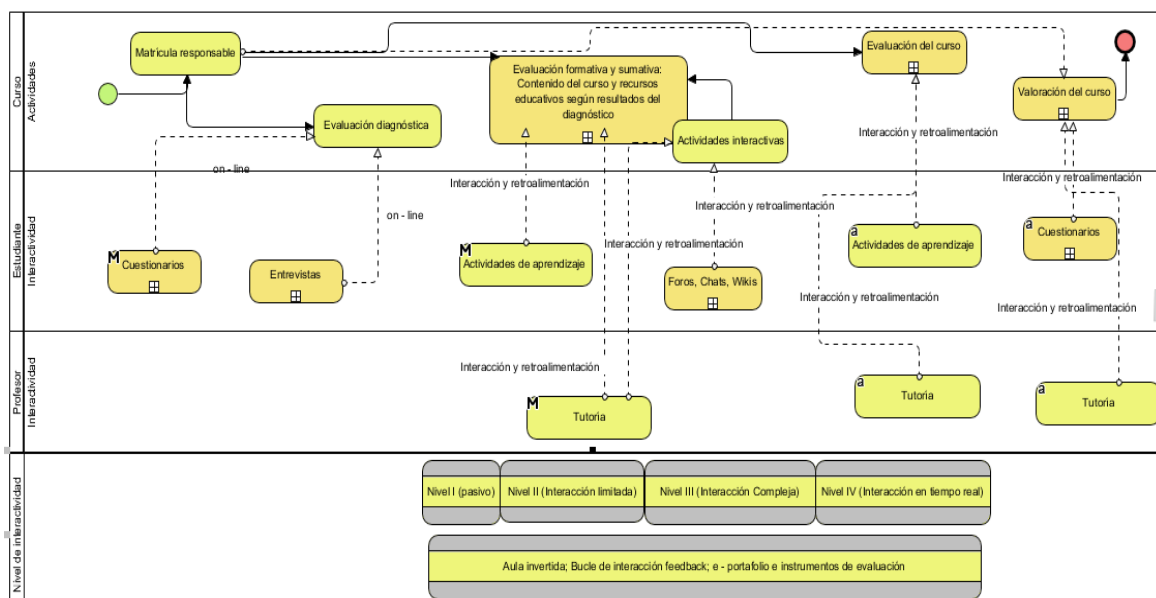 Curso
Actividades
Matricula responsable
Evaluación diagnóstica
Evaluación formativa y sumativa:
Contenido del curso y recursos
educativos según resultados del
diagnóstico
Actividades interactivas
Evaluación del curso
Valoración del curso
on - line
on - line
Interacción y retroalimentación
Interacción y retroalimentación
Interacción y retroalimentación
Interacción y retroalimentación
Interacción y retroalimentación
Estudiante
Interactividad
M
Cuestionarios
Entrevistas
M
Actividades de aprendizaje
Foros, Chats, Wikis
a
Actividades de aprendizaje
a
Cuestionarios
Interacción y retroalimentación
Interacción y retroalimentación
Profesor
Interactividad
Interacción y retroalimentación
M
Tutoría
a
Tutoria
a
Tutoria
Nivel de interactividad
Nivel I (pasivo)
Nivel II (Interacción limitada)
Nivel III (Interacción Compleja)
Nivel IV (Interacción en tiempo real)
Aula invertida; Bucle de interacción feedback; e - portafolio e instrumentos de evaluación